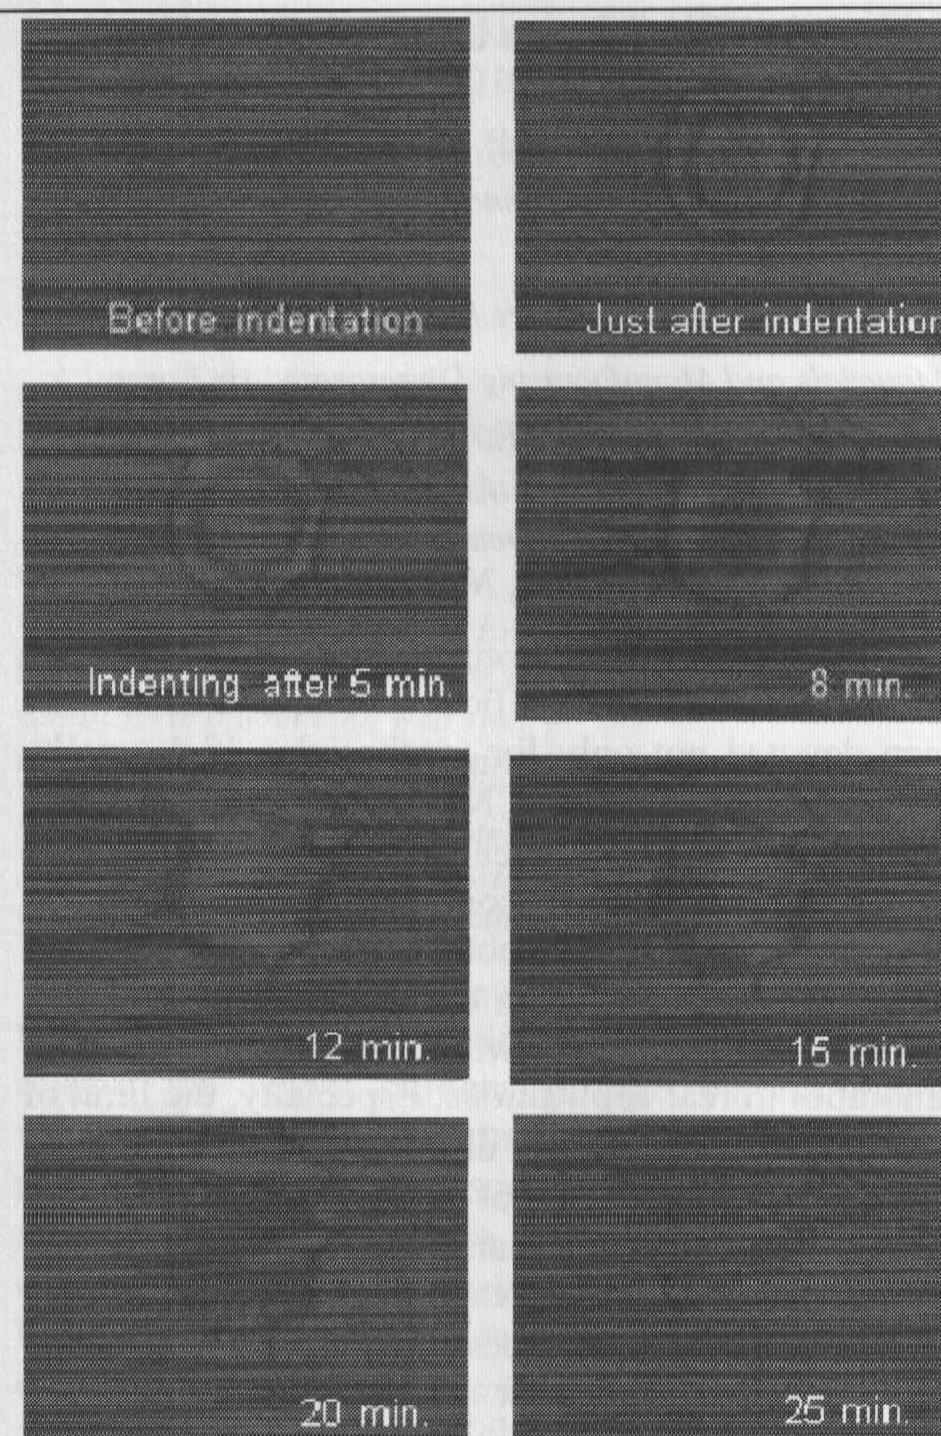 Before indentation
Just after indentation
Indenting after 5 min.
8 min.
12 min.
15 min.
20 min.
25 min.